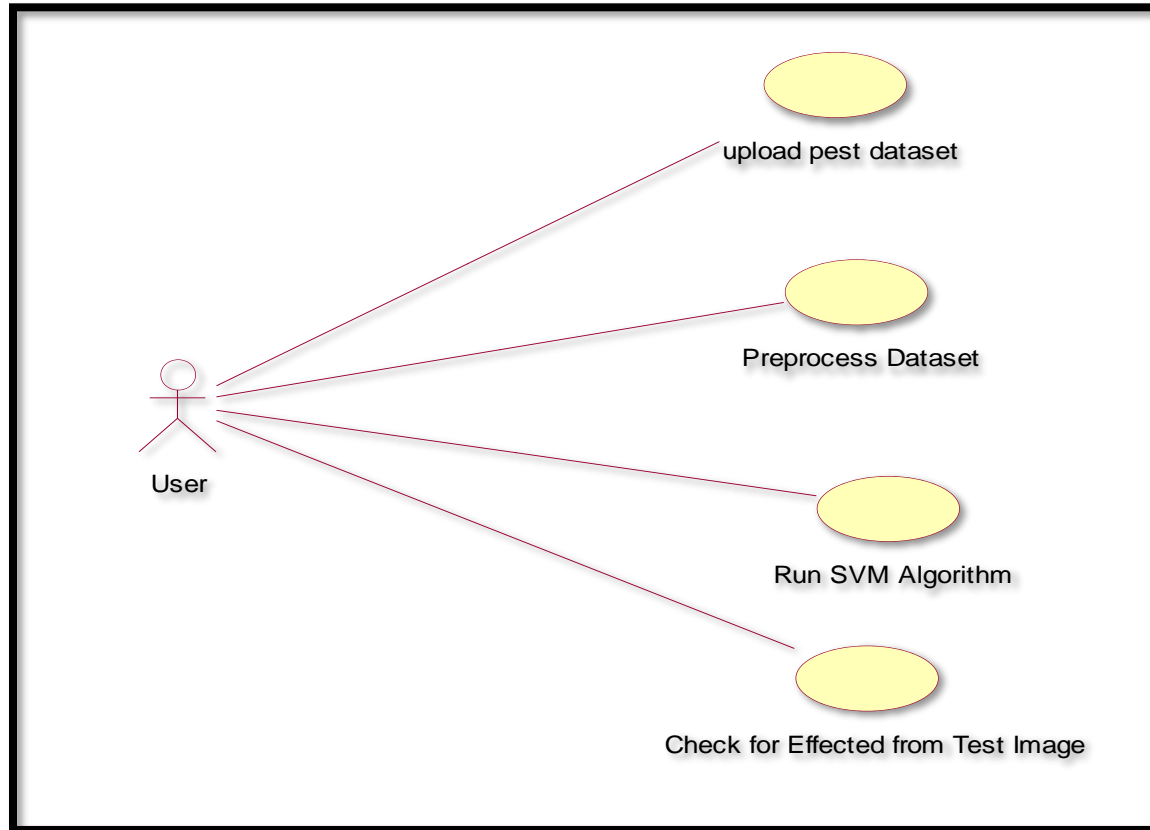 upload pest dataset
Preprocess Dataset
User
Run SVM Algorithm
Check for Effected from Test Image